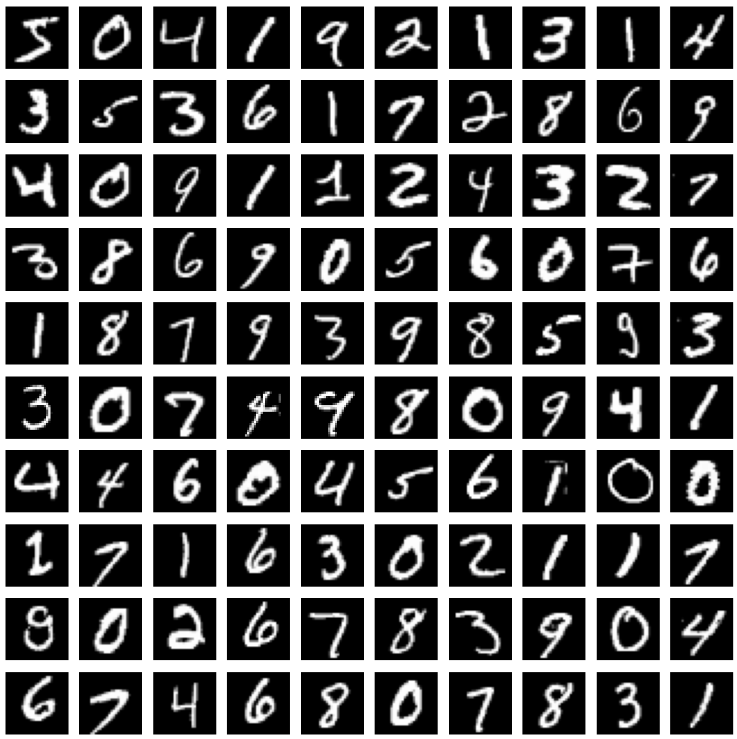 5 0 4 1 9 2 1 3 1 4
3 5 3 6 1 7 2 8 6 9
4 0 9 1 1 2 4 3 2 7
3 8 6 9 0 5 6 0 7 6
1 8 7 9 3 9 8 5 9 3
3 0 7 4 9 8 0 9 4 1
4 4 6 0 4 5 6 1 0 0
1 7 1 6 3 0 2 1 1 7
8 0 2 6 7 8 3 9 0 4
6 7 4 6 8 0 7 8 3 1